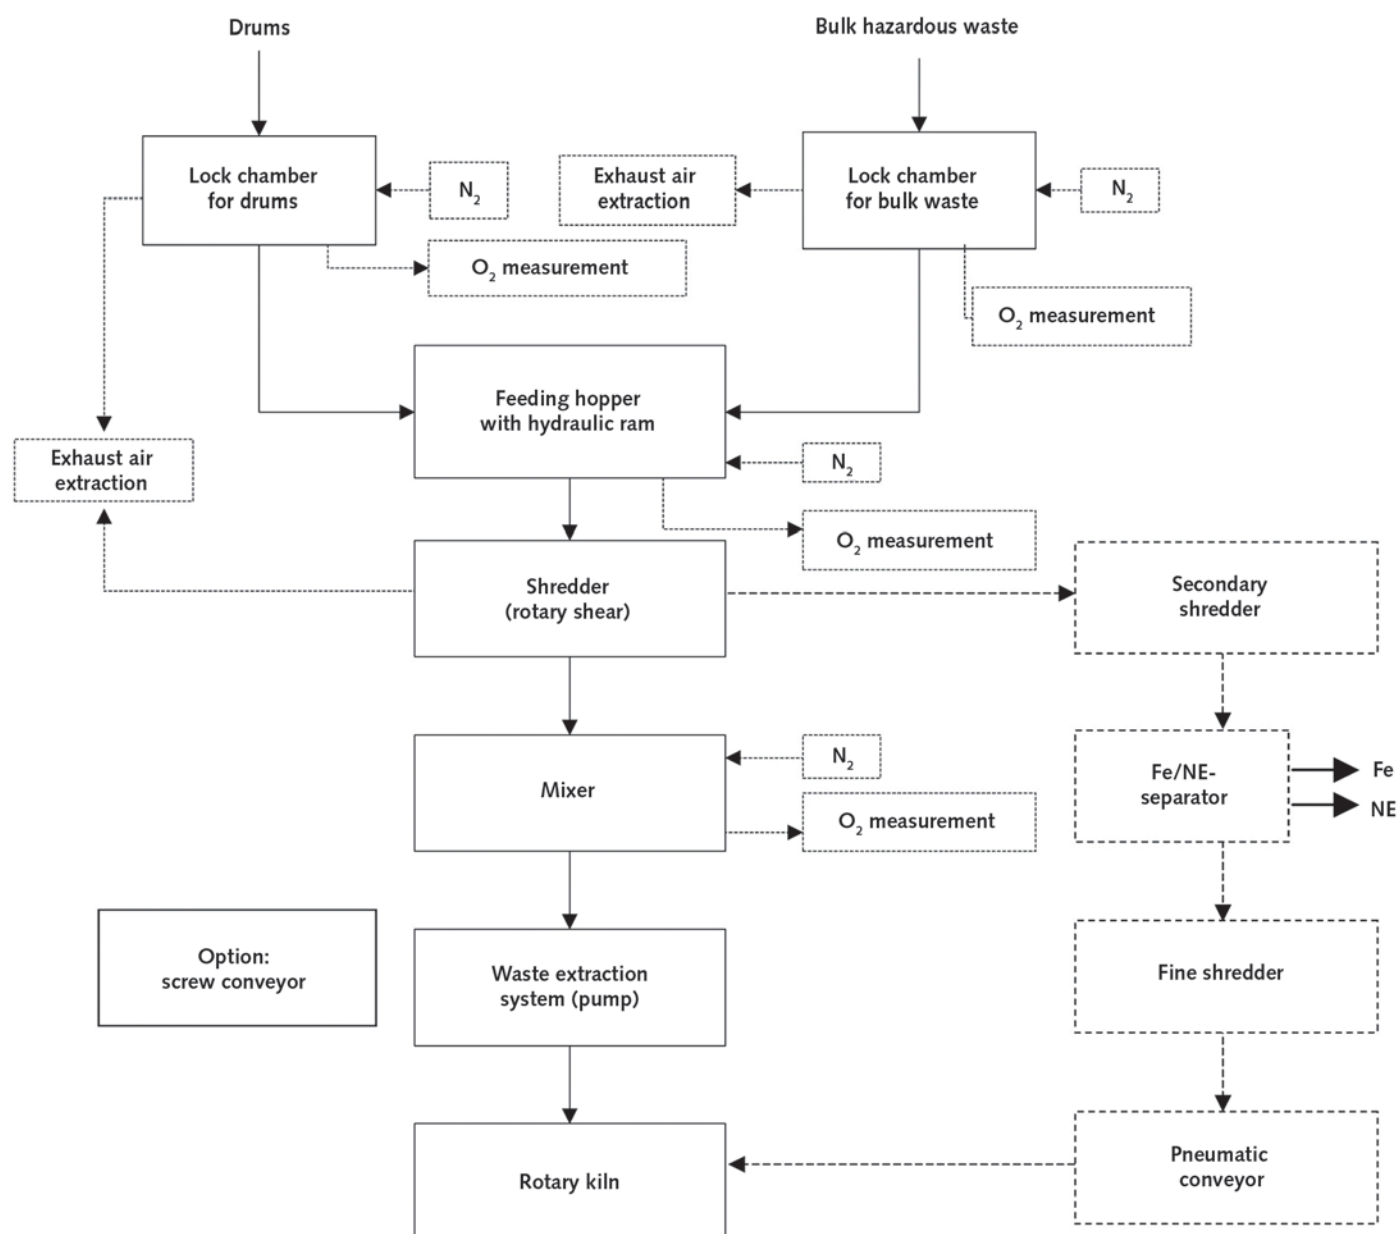 Drums
Bulk hazardous waste
Lock chamber
for drums
N₂
Exhaust air
extraction
Lock chamber
for bulk waste
N₂
O₂ measurement
O₂ measurement
Feeding hopper
with hydraulic ram
N₂
Exhaust air
extraction
O₂ measurement
Shredder
(rotary shear)
Secondary
shredder
Mixer
N₂
O₂ measurement
Fe/NE-
separator
Fe
NE
Option:
screw conveyor
Waste extraction
system (pump)
Fine shredder
Rotary kiln
Pneumatic
conveyor